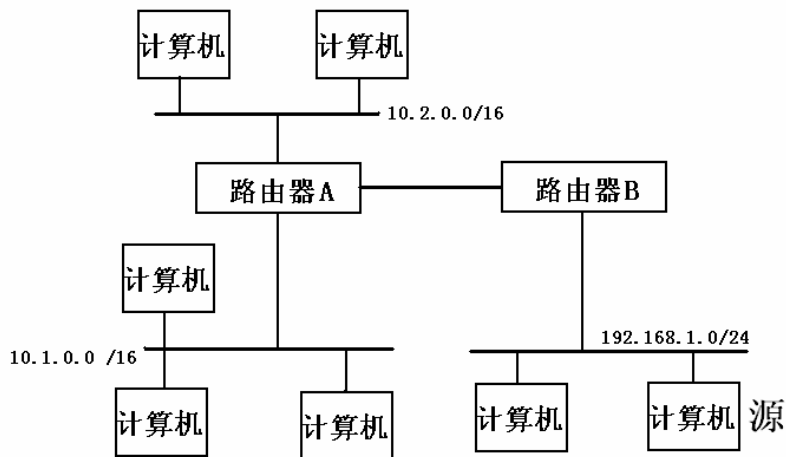 计算机 计算机
10.2.0.0/16
路由器A 路由器B
计算机
192.168.1.0/24
10.1.0.0 /16
计算机 计算机 计算机 计算机 源